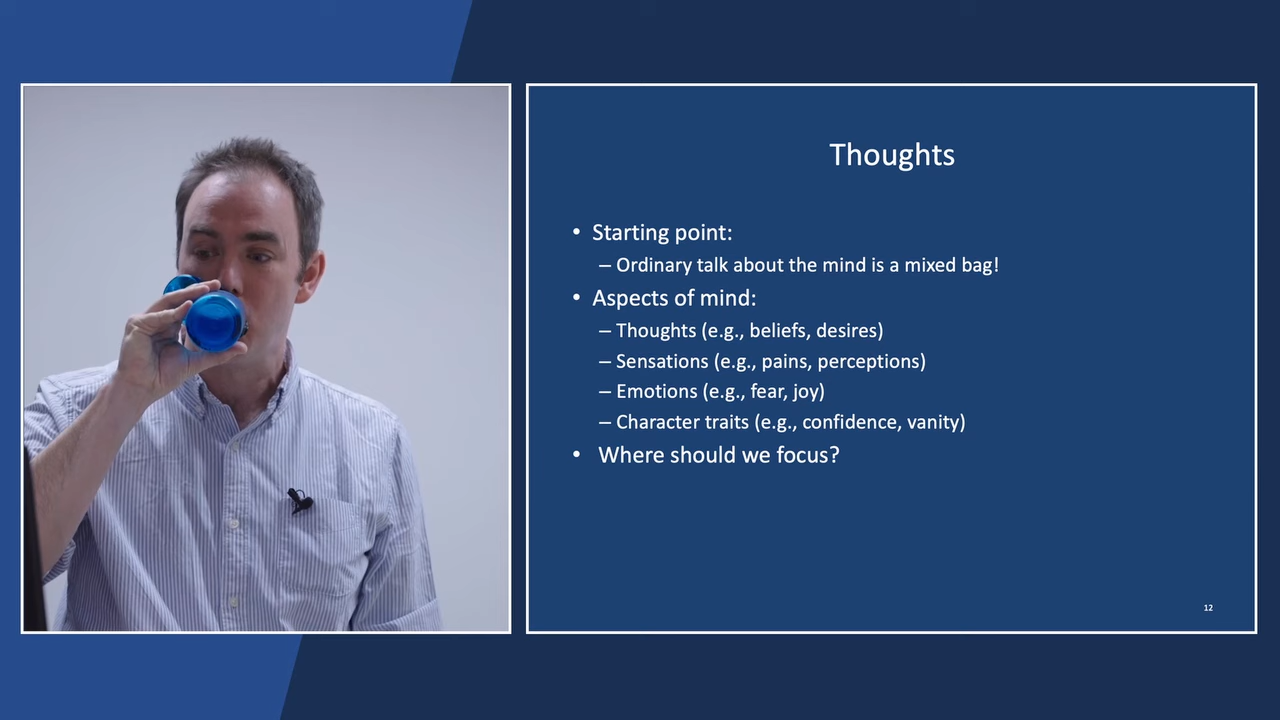 Thoughts
• Starting point:
– Ordinary talk about the mind is a mixed bag!
• Aspects of mind:
– Thoughts (e.g., beliefs, desires)
– Sensations (e.g., pains, perceptions)
– Emotions (e.g., fear, joy)
– Character traits (e.g., confidence, vanity)
• Where should we focus?
12